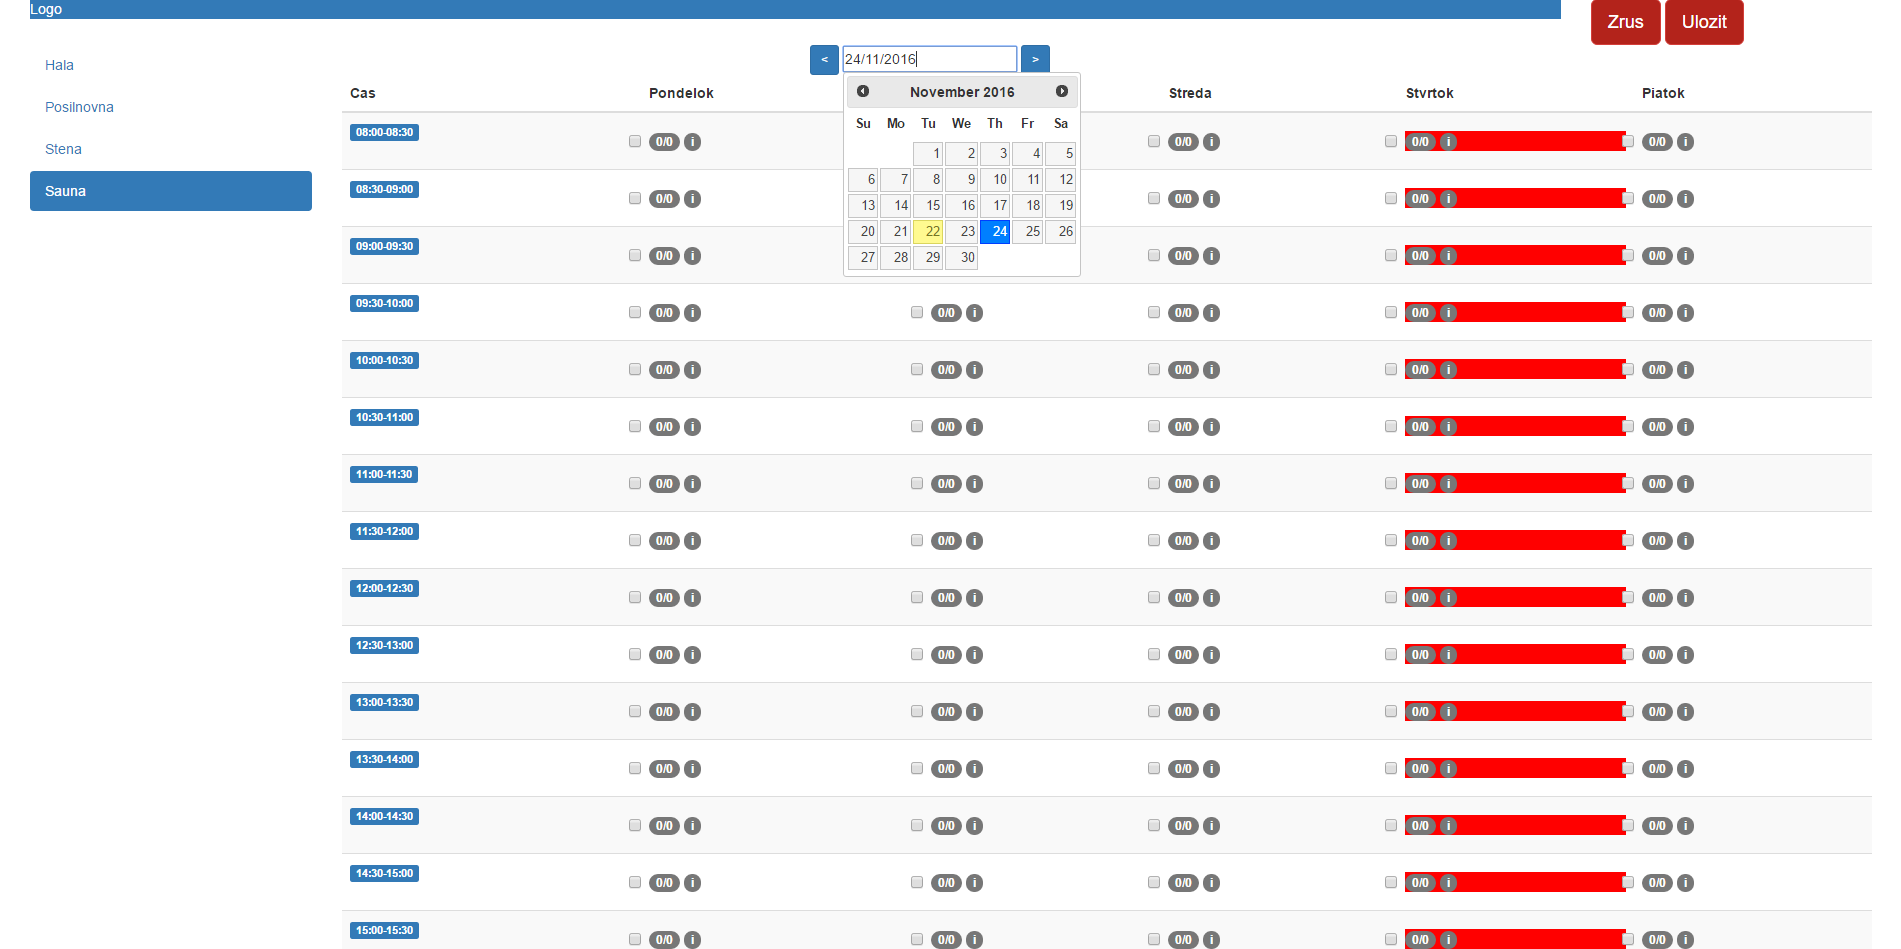 Logo
Zrus Ulozit
Hala
Posilnovna
Stena
Sauna
< 24/11/2016 >
November 2016
Su Mo Tu We Th Fr Sa
1 2 3 4 5
6 7 8 9 10 11 12
13 14 15 16 17 18 19
20 21 22 23 24 25 26
27 28 29 30
Cas Pondelok Streda Stvrtok Piatok
08:00-08:30 0/0 i 0/0 i 0/0 i 0/0 i
08:30-09:00 0/0 i 0/0 i 0/0 i 0/0 i
09:00-09:30 0/0 i 0/0 i 0/0 i 0/0 i
09:30-10:00 0/0 i 0/0 i 0/0 i 0/0 i 0/0 i
10:00-10:30 0/0 i 0/0 i 0/0 i 0/0 i 0/0 i
10:30-11:00 0/0 i 0/0 i 0/0 i 0/0 i 0/0 i
11:00-11:30 0/0 i 0/0 i 0/0 i 0/0 i 0/0 i
11:30-12:00 0/0 i 0/0 i 0/0 i 0/0 i 0/0 i
12:00-12:30 0/0 i 0/0 i 0/0 i 0/0 i 0/0 i
12:30-13:00 0/0 i 0/0 i 0/0 i 0/0 i 0/0 i
13:00-13:30 0/0 i 0/0 i 0/0 i 0/0 i 0/0 i
13:30-14:00 0/0 i 0/0 i 0/0 i 0/0 i 0/0 i
14:00-14:30 0/0 i 0/0 i 0/0 i 0/0 i 0/0 i
14:30-15:00 0/0 i 0/0 i 0/0 i 0/0 i 0/0 i
15:00-15:30 0/0 i 0/0 i 0/0 i 0/0 i 0/0 i